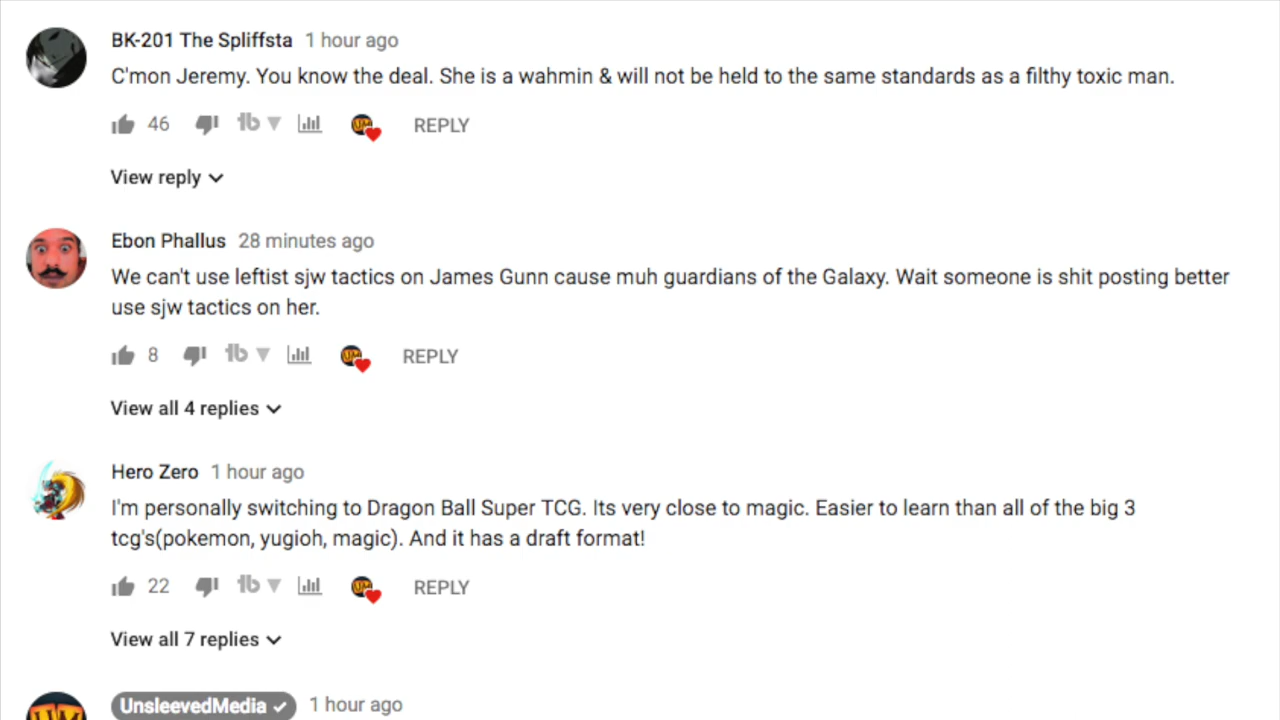 BK-201 The Spliffsta 1 hour ago
C'mon Jeremy. You know the deal. She is a wahmin & will not be held to the same standards as a filthy toxic man.
46 REPLY
View reply
Ebon Phallus 28 minutes ago
We can't use leftist sjw tactics on James Gunn cause muh guardians of the Galaxy. Wait someone is shit posting better
use sjw tactics on her.
8 REPLY
View all 4 replies
Hero Zero 1 hour ago
I'm personally switching to Dragon Ball Super TCG. Its very close to magic. Easier to learn than all of the big 3
tcg's(pokemon, yugioh, magic). And it has a draft format!
22 REPLY
View all 7 replies
UnsleevedMedia 1 hour ago